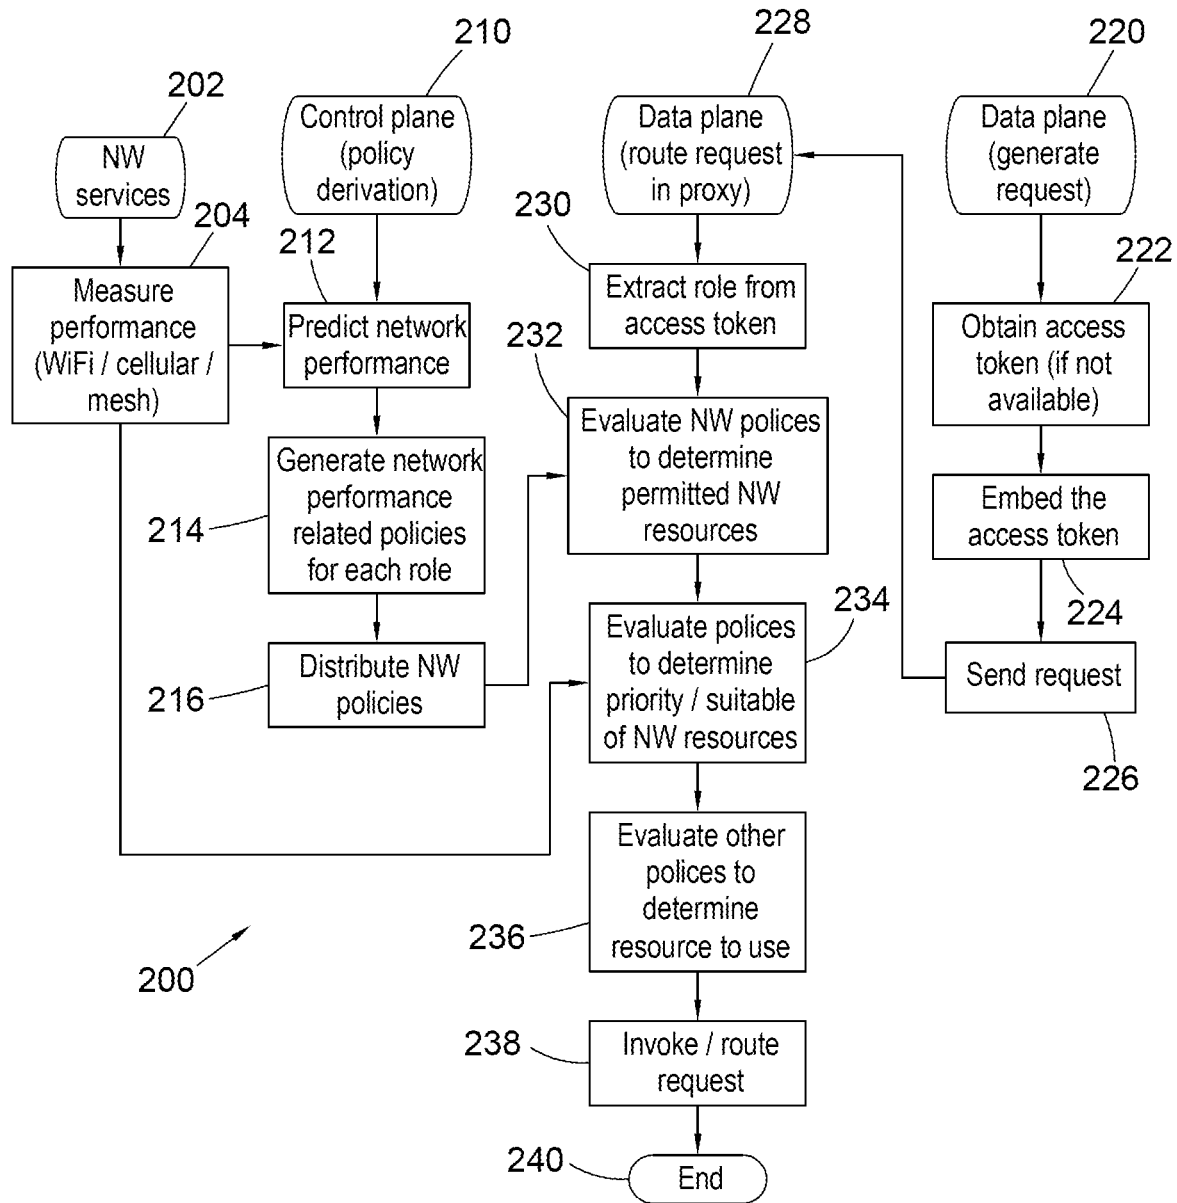 210
228
220
202
Control plane
(policy
derivation)
Data plane
(route request
in proxy)
Data plane
(generate
request)
NW
services
204
230
212
222
Measure
performance
(WiFi / cellular /
mesh)
Predict network
performance
Extract role from
access token
Obtain access
token (if not
available)
232
Evaluate NW polices
to determine
permitted NW
resources
Generate network
performance
related policies
for each role
214
Embed the
access token
224
234
Distribute NW
policies
216
Evaluate polices
to determine
priority / suitable
of NW resources
Send request
226
Evaluate other
polices to
determine
resource to use
236
200
238
Invoke / route
request
240
End